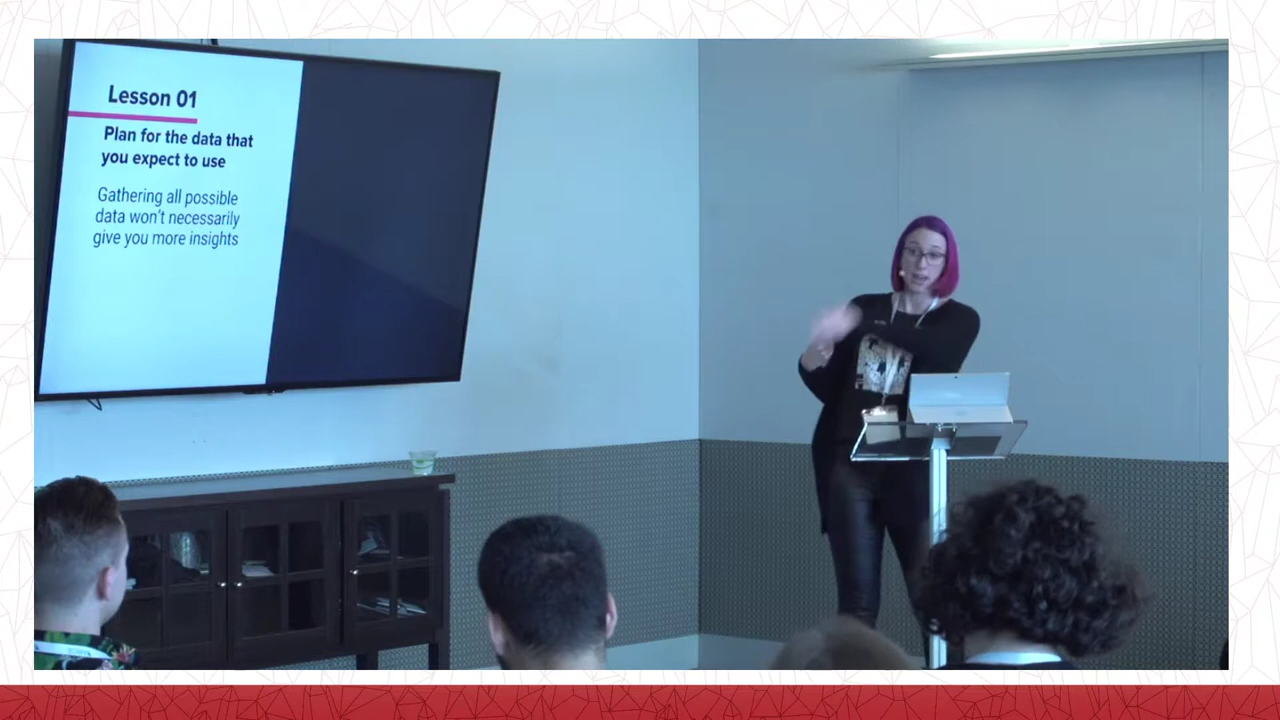 Lesson 01
Plan for the data that
you expect to use
Gathering all possible
data won't necessarily
give you more insights